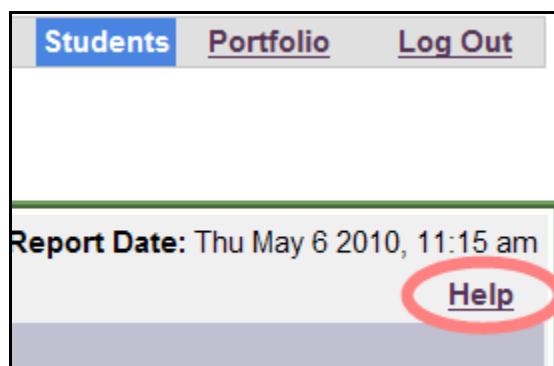 Students Portfolio Log Out
Report Date: Thu May 6 2010, 11:15 am
Help